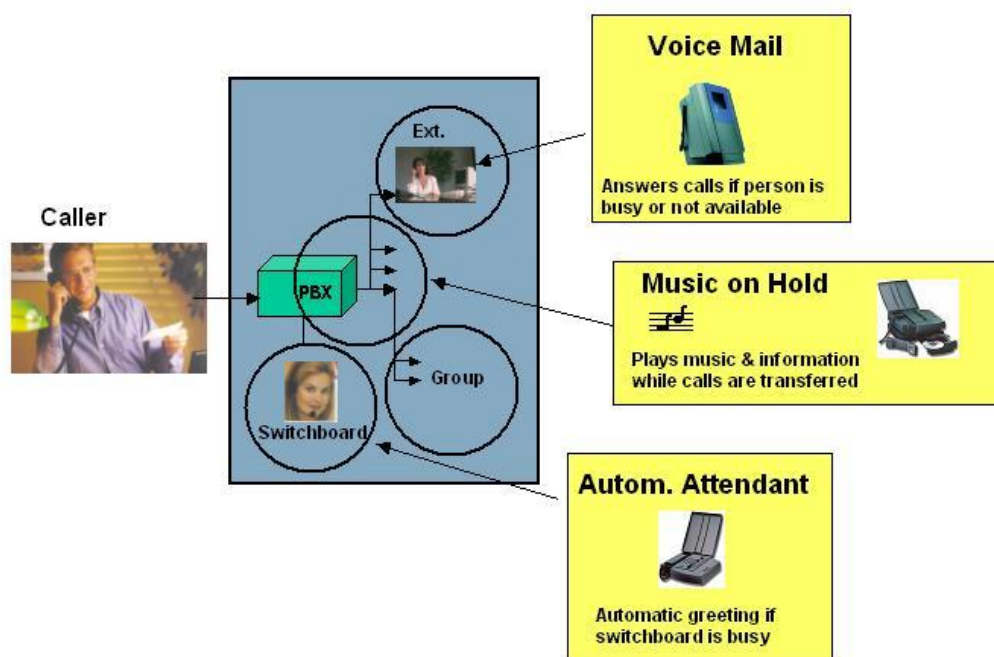 Voice Mail
Ext.
Answers calls if person is
busy or not available
Caller
PBX
Music on Hold
Plays music & information
while calls are transferred
Group
Switchboard
Autom. Attendant
Automatic greeting if
switchboard is busy